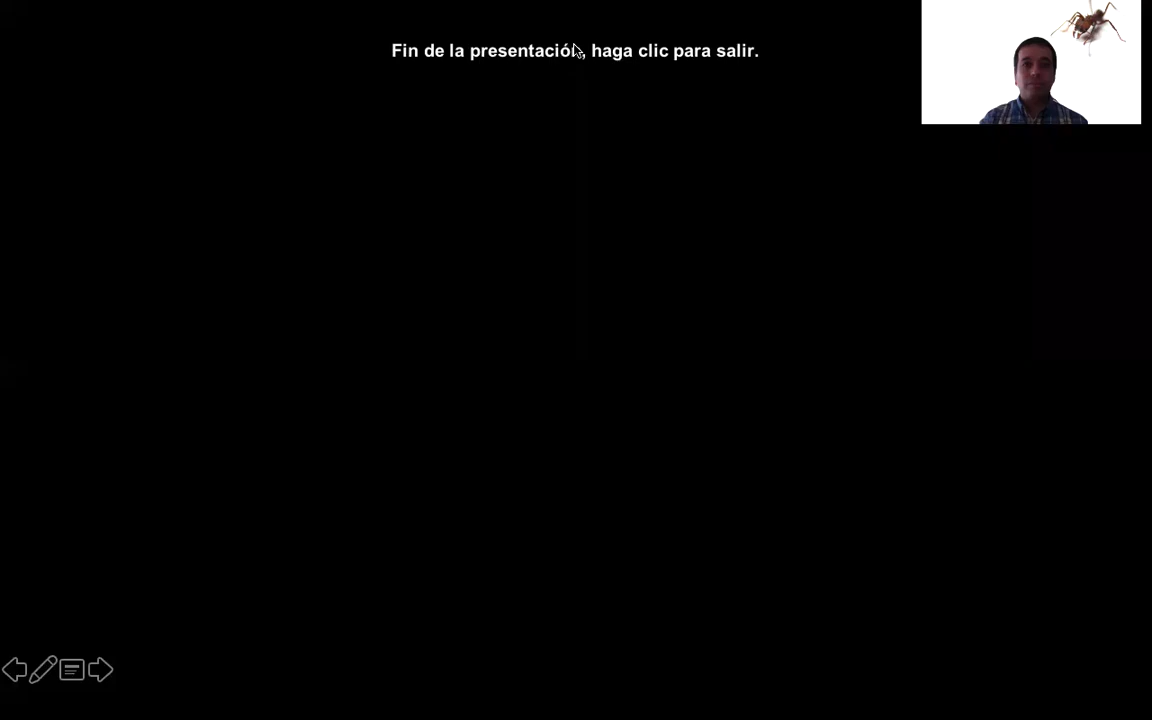 Fin de la presentación, haga clic para salir.